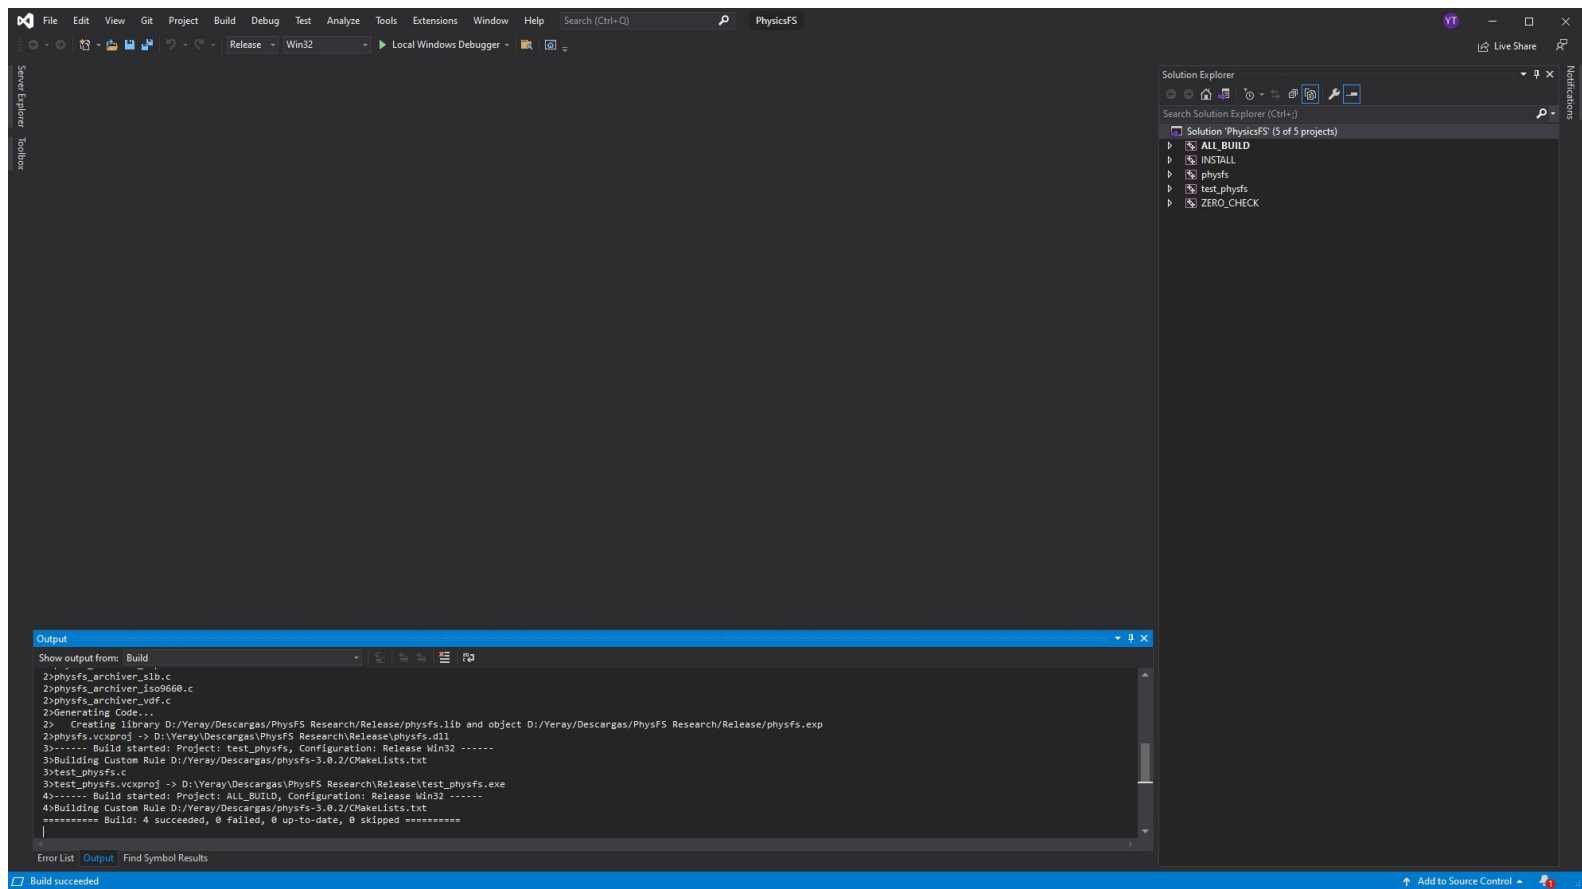 File Edit View Git Project Build Debug Test Analyze Tools Extensions Window Help Search (Ctrl+Q) PhysicsFS YT
Release Win32 Local Windows Debugger Live Share
Server Explorer
Toolbox
Notifications
Solution Explorer
Search Solution Explorer (Ctrl+;)
Solution 'PhysicsFS' (5 of 5 projects)
ALL_BUILD
INSTALL
physfs
test_physfs
ZERO_CHECK
Output
Show output from: Build
2>physfs_archiver_slb.c
2>physfs_archiver_iso9660.c
2>physfs_archiver_vdf.c
2>Generating Code...
2>   Creating library D:/Yeray/Descargas/PhysFS Research/Release/physfs.lib and object D:/Yeray/Descargas/PhysFS Research/Release/physfs.exp
2>physfs.vcxproj -> D:\Yeray\Descargas\PhysFS Research\Release\physfs.dll
3>------ Build started: Project: test_physfs, Configuration: Release Win32 ------
3>Building Custom Rule D:/Yeray/Descargas/physfs-3.0.2/CMakeLists.txt
3>test_physfs.c
3>test_physfs.vcxproj -> D:\Yeray\Descargas\PhysFS Research\Release\test_physfs.exe
4>------ Build started: Project: ALL_BUILD, Configuration: Release Win32 ------
4>Building Custom Rule D:/Yeray/Descargas/physfs-3.0.2/CMakeLists.txt
========== Build: 4 succeeded, 0 failed, 0 up-to-date, 0 skipped ==========
Error List Output Find Symbol Results
Build succeeded Add to Source Control 1